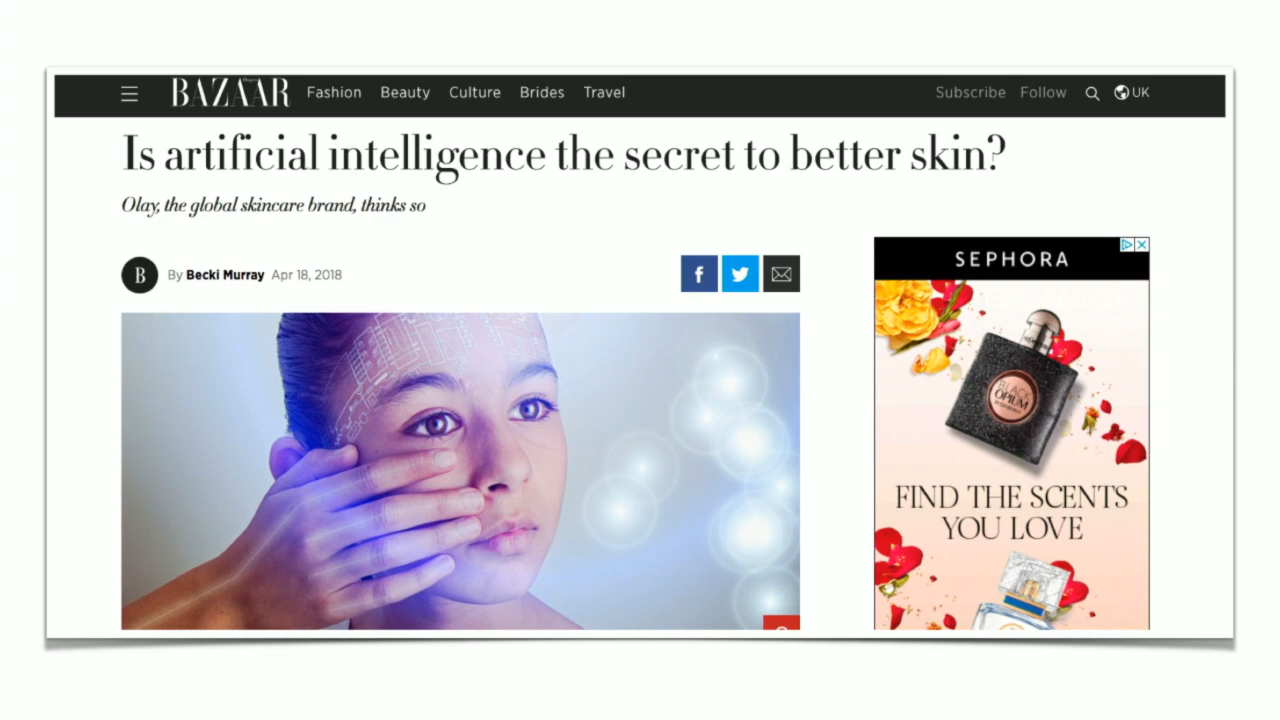 BAZAAR Fashion Beauty Culture Brides Travel Subscribe Follow UK
Is artificial intelligence the secret to better skin?
Olay, the global skincare brand, thinks so
B By Becki Murray Apr 18, 2018
SEPHORA
BLACK
OPIUM
FIND THE SCENTS
YOU LOVE